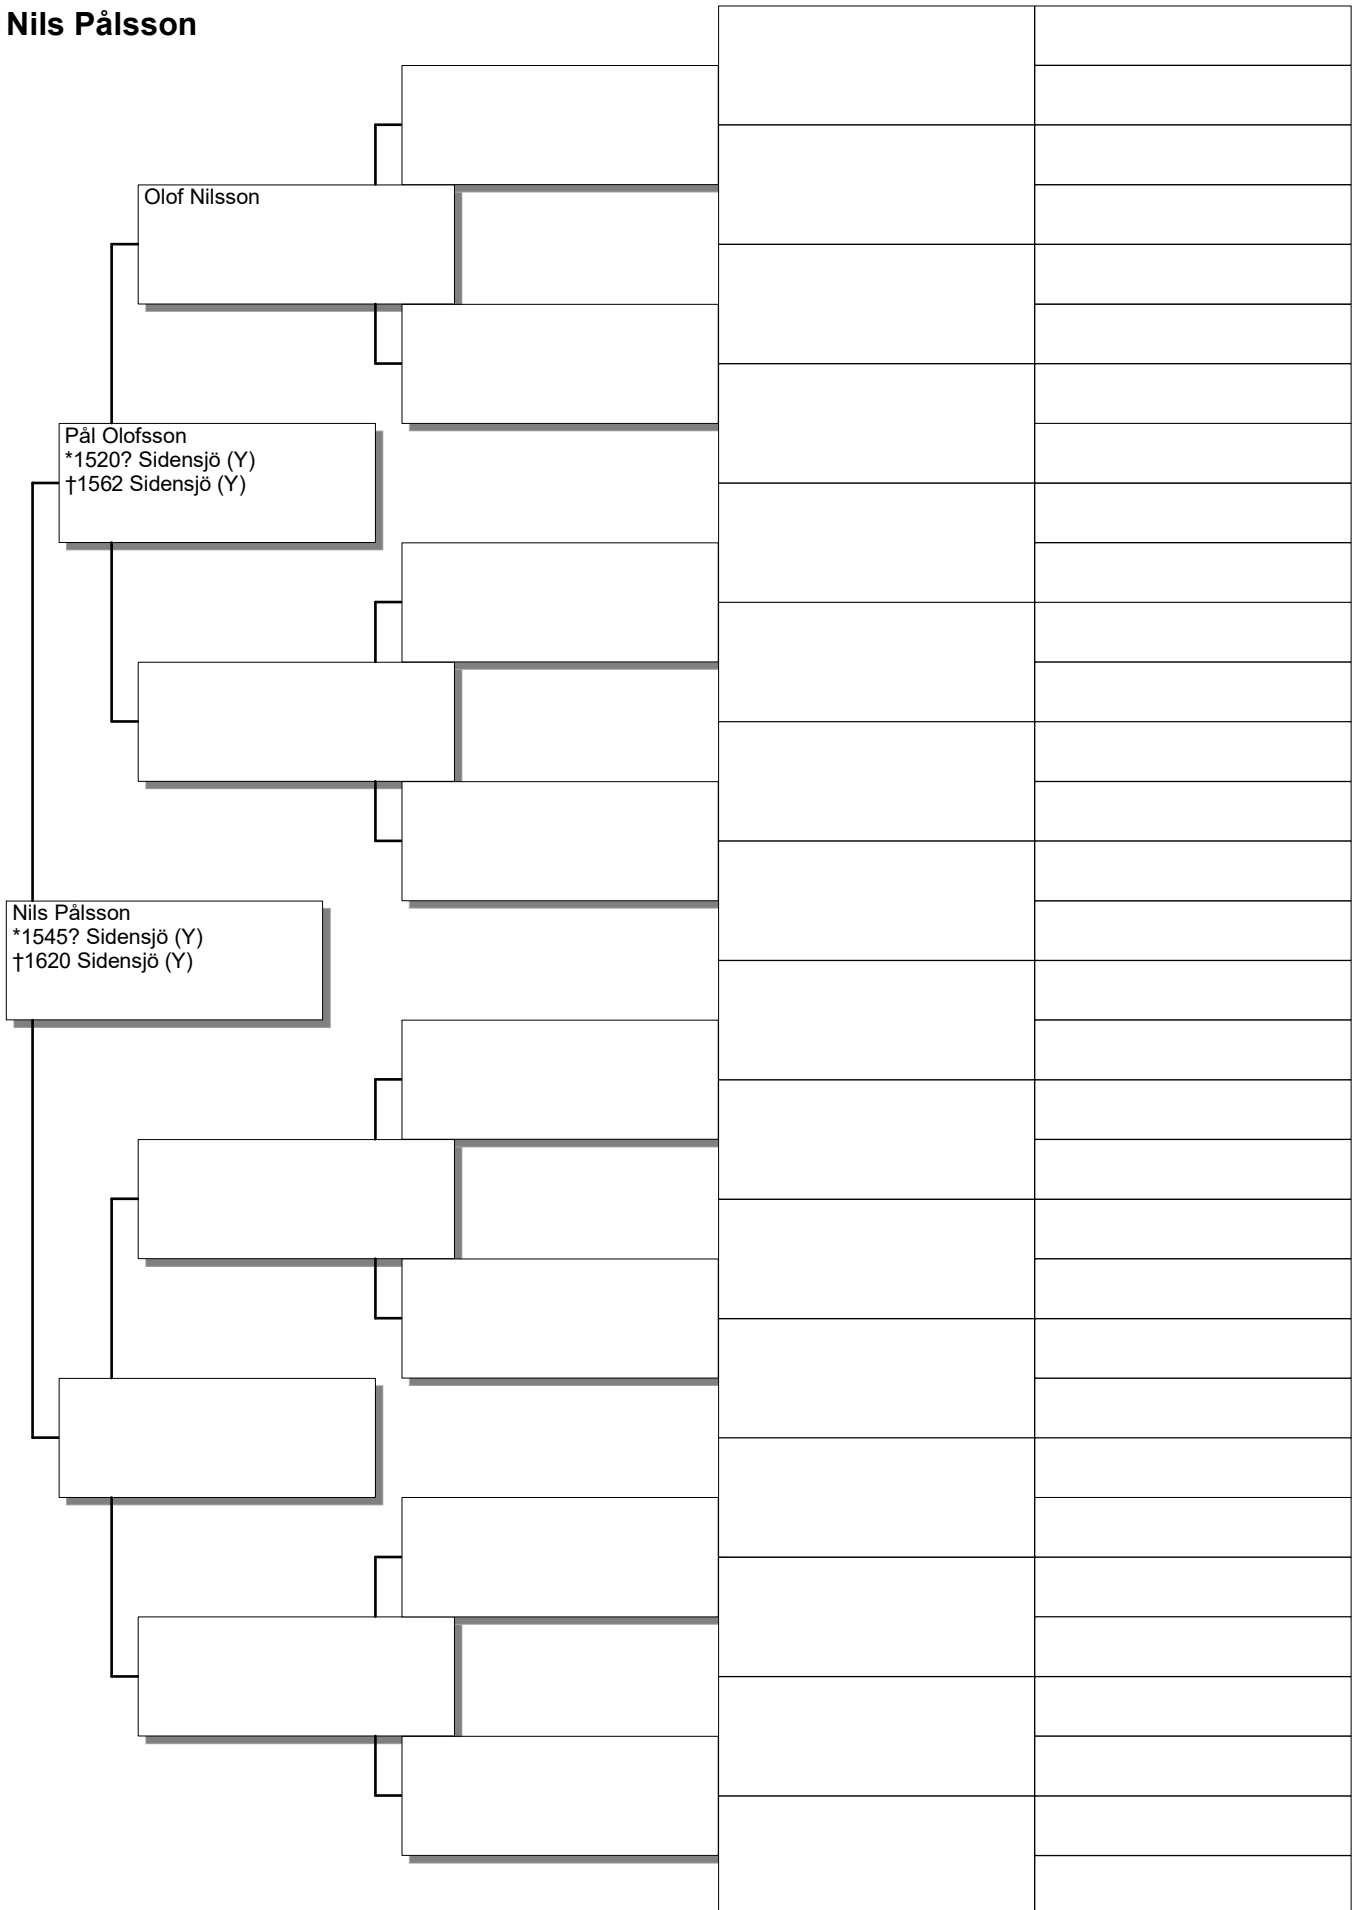 Nils Pålsson
Olof Nilsson
Pål Olofsson
*1520? Sidensjö (Y)
†1562 Sidensjö (Y)
Nils Pålsson
*1545? Sidensjö (Y)
†1620 Sidensjö (Y)